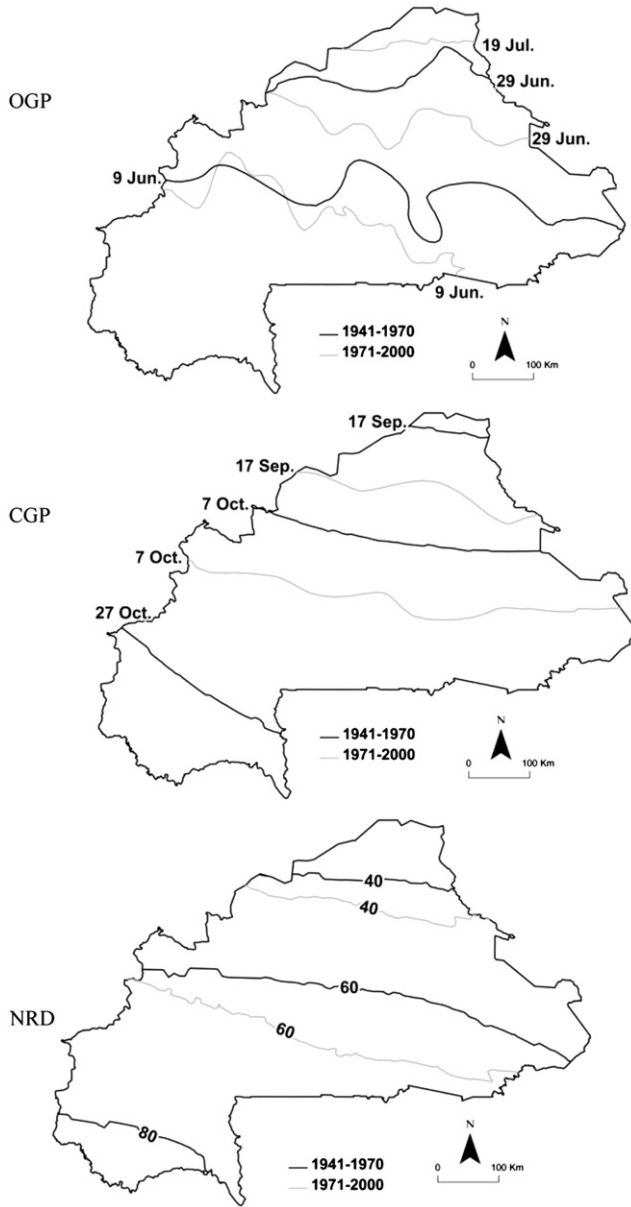 19 Jul.
29 Jun.
OGP
29 Jun.
9 Jun.
9 Jun.
1941-1970
1971-2000
N
0 100 Km
17 Sep.
17 Sep.
7 Oct.
CGP
7 Oct.
27 Oct.
1941-1970
1971-2000
N
0 100 Km
40
40
60
NRD
60
80
1941-1970
1971-2000
N
0 100 Km